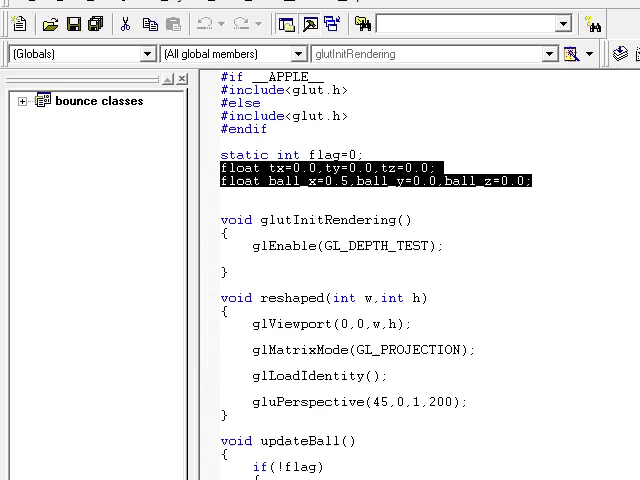 (Globals)
(All global members)
glutInitRendering
bounce classes
#if __APPLE__
#include<glut.h>
#else
#include<glut.h>
#endif
static int flag=0;
float tx=0.0,ty=0.0,tz=0.0;
float ball_x=0.5,ball_y=0.0,ball_z=0.0;
void glutInitRendering()
{
glEnable(GL_DEPTH_TEST);
}
void reshaped(int w,int h)
{
glViewport(0,0,w,h);
glMatrixMode(GL_PROJECTION);
glLoadIdentity();
gluPerspective(45,0,1,200);
}
void updateBall()
{
if(!flag)